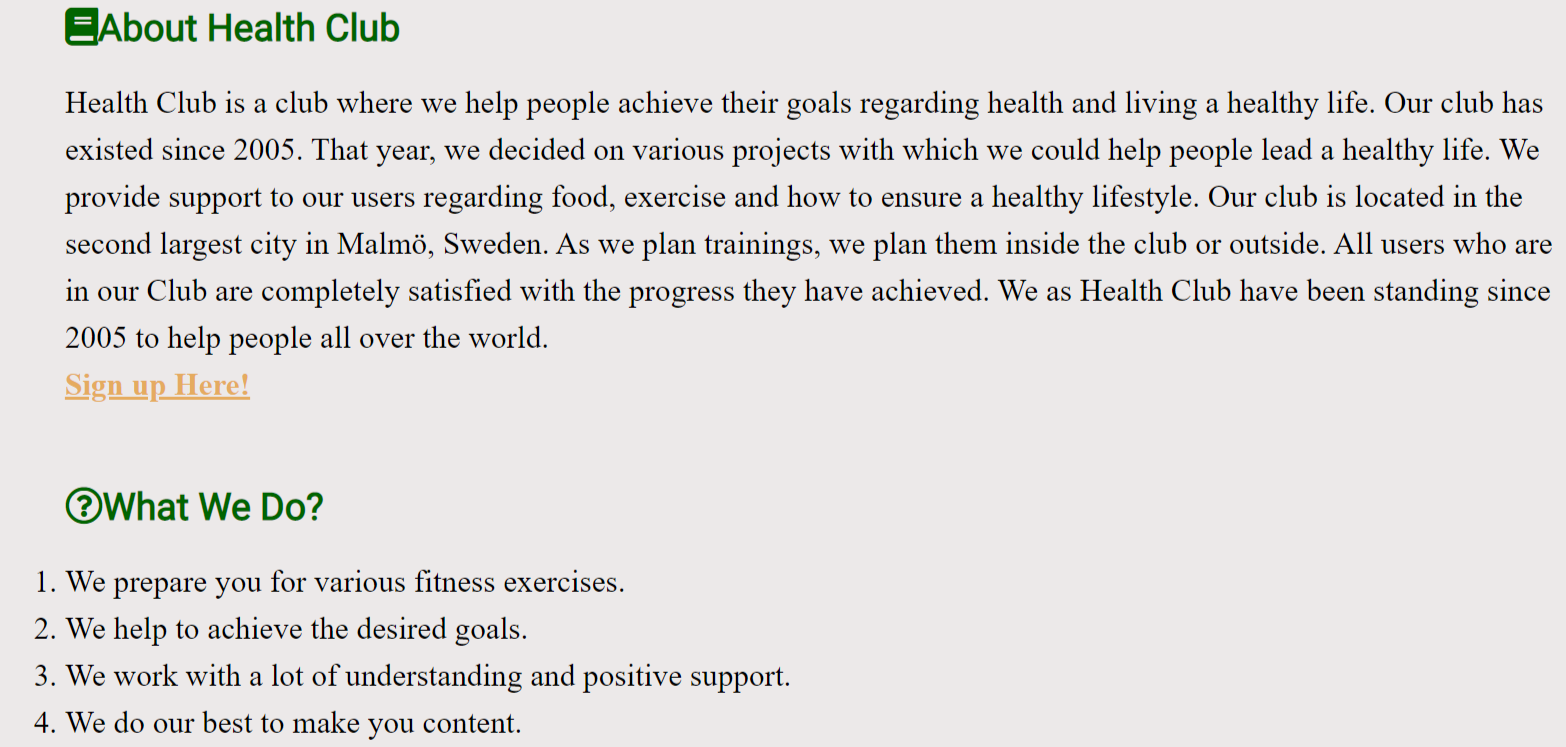 About Health Club
Health Club is a club where we help people achieve their goals regarding health and living a healthy life. Our club has
existed since 2005. That year, we decided on various projects with which we could help people lead a healthy life. We
provide support to our users regarding food, exercise and how to ensure a healthy lifestyle. Our club is located in the
second largest city in Malmö, Sweden. As we plan trainings, we plan them inside the club or outside. All users who are
in our Club are completely satisfied with the progress they have achieved. We as Health Club have been standing since
2005 to help people all over the world.
Sign up Here!
What We Do?
1. We prepare you for various fitness exercises.
2. We help to achieve the desired goals.
3. We work with a lot of understanding and positive support.
4. We do our best to make you content.